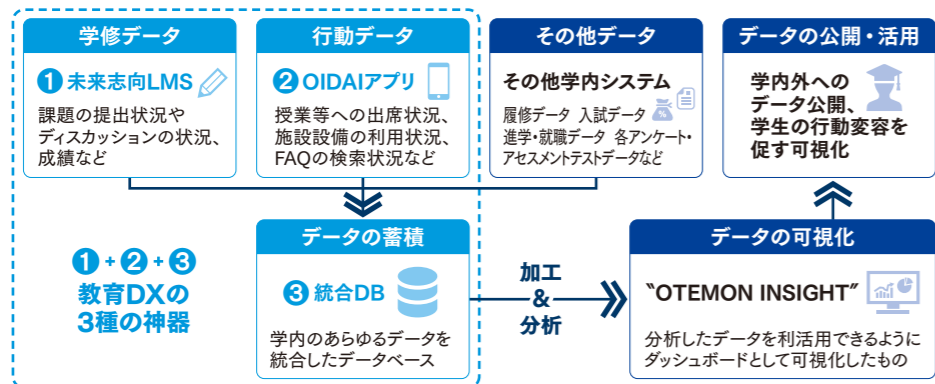 学修データ
❶未来志向LMS
課題の提出状況や
ディスカッションの状況、
成績など
行動データ
❷OIDAIアプリ
授業等への出席状況、
施設設備の利用状況、
FAQの検索状況など
その他データ
その他学内システム
履修データ 入試データ
進学・就職データ 各アンケート・
アセスメントテストデータなど
%
データの公開・活用
学内外への
データ公開、
学生の行動変容を
促す可視化
❶+❷+❸
教育DXの
3種の神器
データの蓄積
❸統合DB
学内のあらゆるデータを
統合したデータベース
加工
&
分析
データの可視化
〝OTEMON INSIGHT〞
分析したデータを利活用できるように
ダッシュボードとして可視化したもの